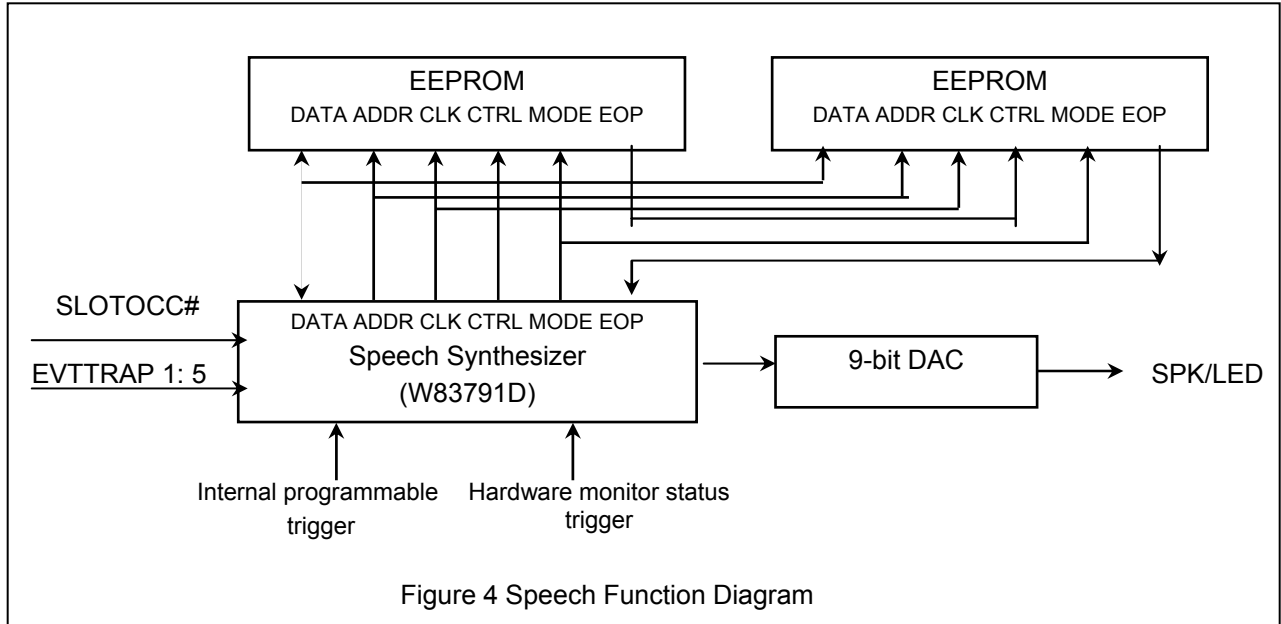 EEPROM
DATA ADDR CLK CTRL MODE EOP
EEPROM
DATA ADDR CLK CTRL MODE EOP
SLOTOCC#
EVTTRAP 1: 5
DATA ADDR CLK CTRL MODE EOP
Speech Synthesizer
(W83791D)
9-bit DAC
SPK/LED
Internal programmable
trigger
Hardware monitor status
trigger
Figure 4 Speech Function Diagram